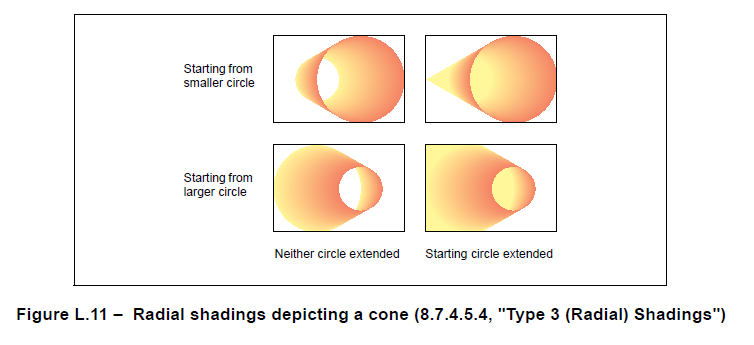 Starting from
smaller circle
Starting from
larger circle
Neither circle extended
Starting circle extended
Figure L.11 – Radial shadings depicting a cone (8.7.4.5.4, "Type 3 (Radial) Shadings")